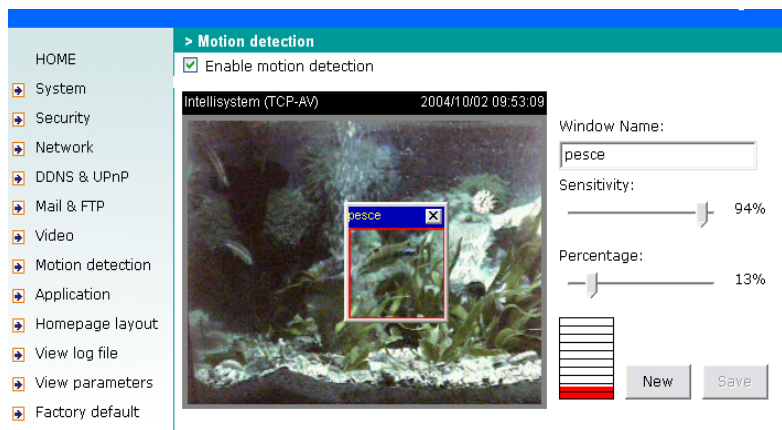 > Motion detection
HOME
Enable motion detection
System
Security
Network
DDNS & UPnP
Mail & FTP
Video
Motion detection
Application
Homepage layout
View log file
View parameters
Factory default
Intellisystem (TCP-AV) 2004/10/02 09:53:09
pesce
Window Name:
pesce
Sensitivity:
94%
Percentage:
13%
New
Save